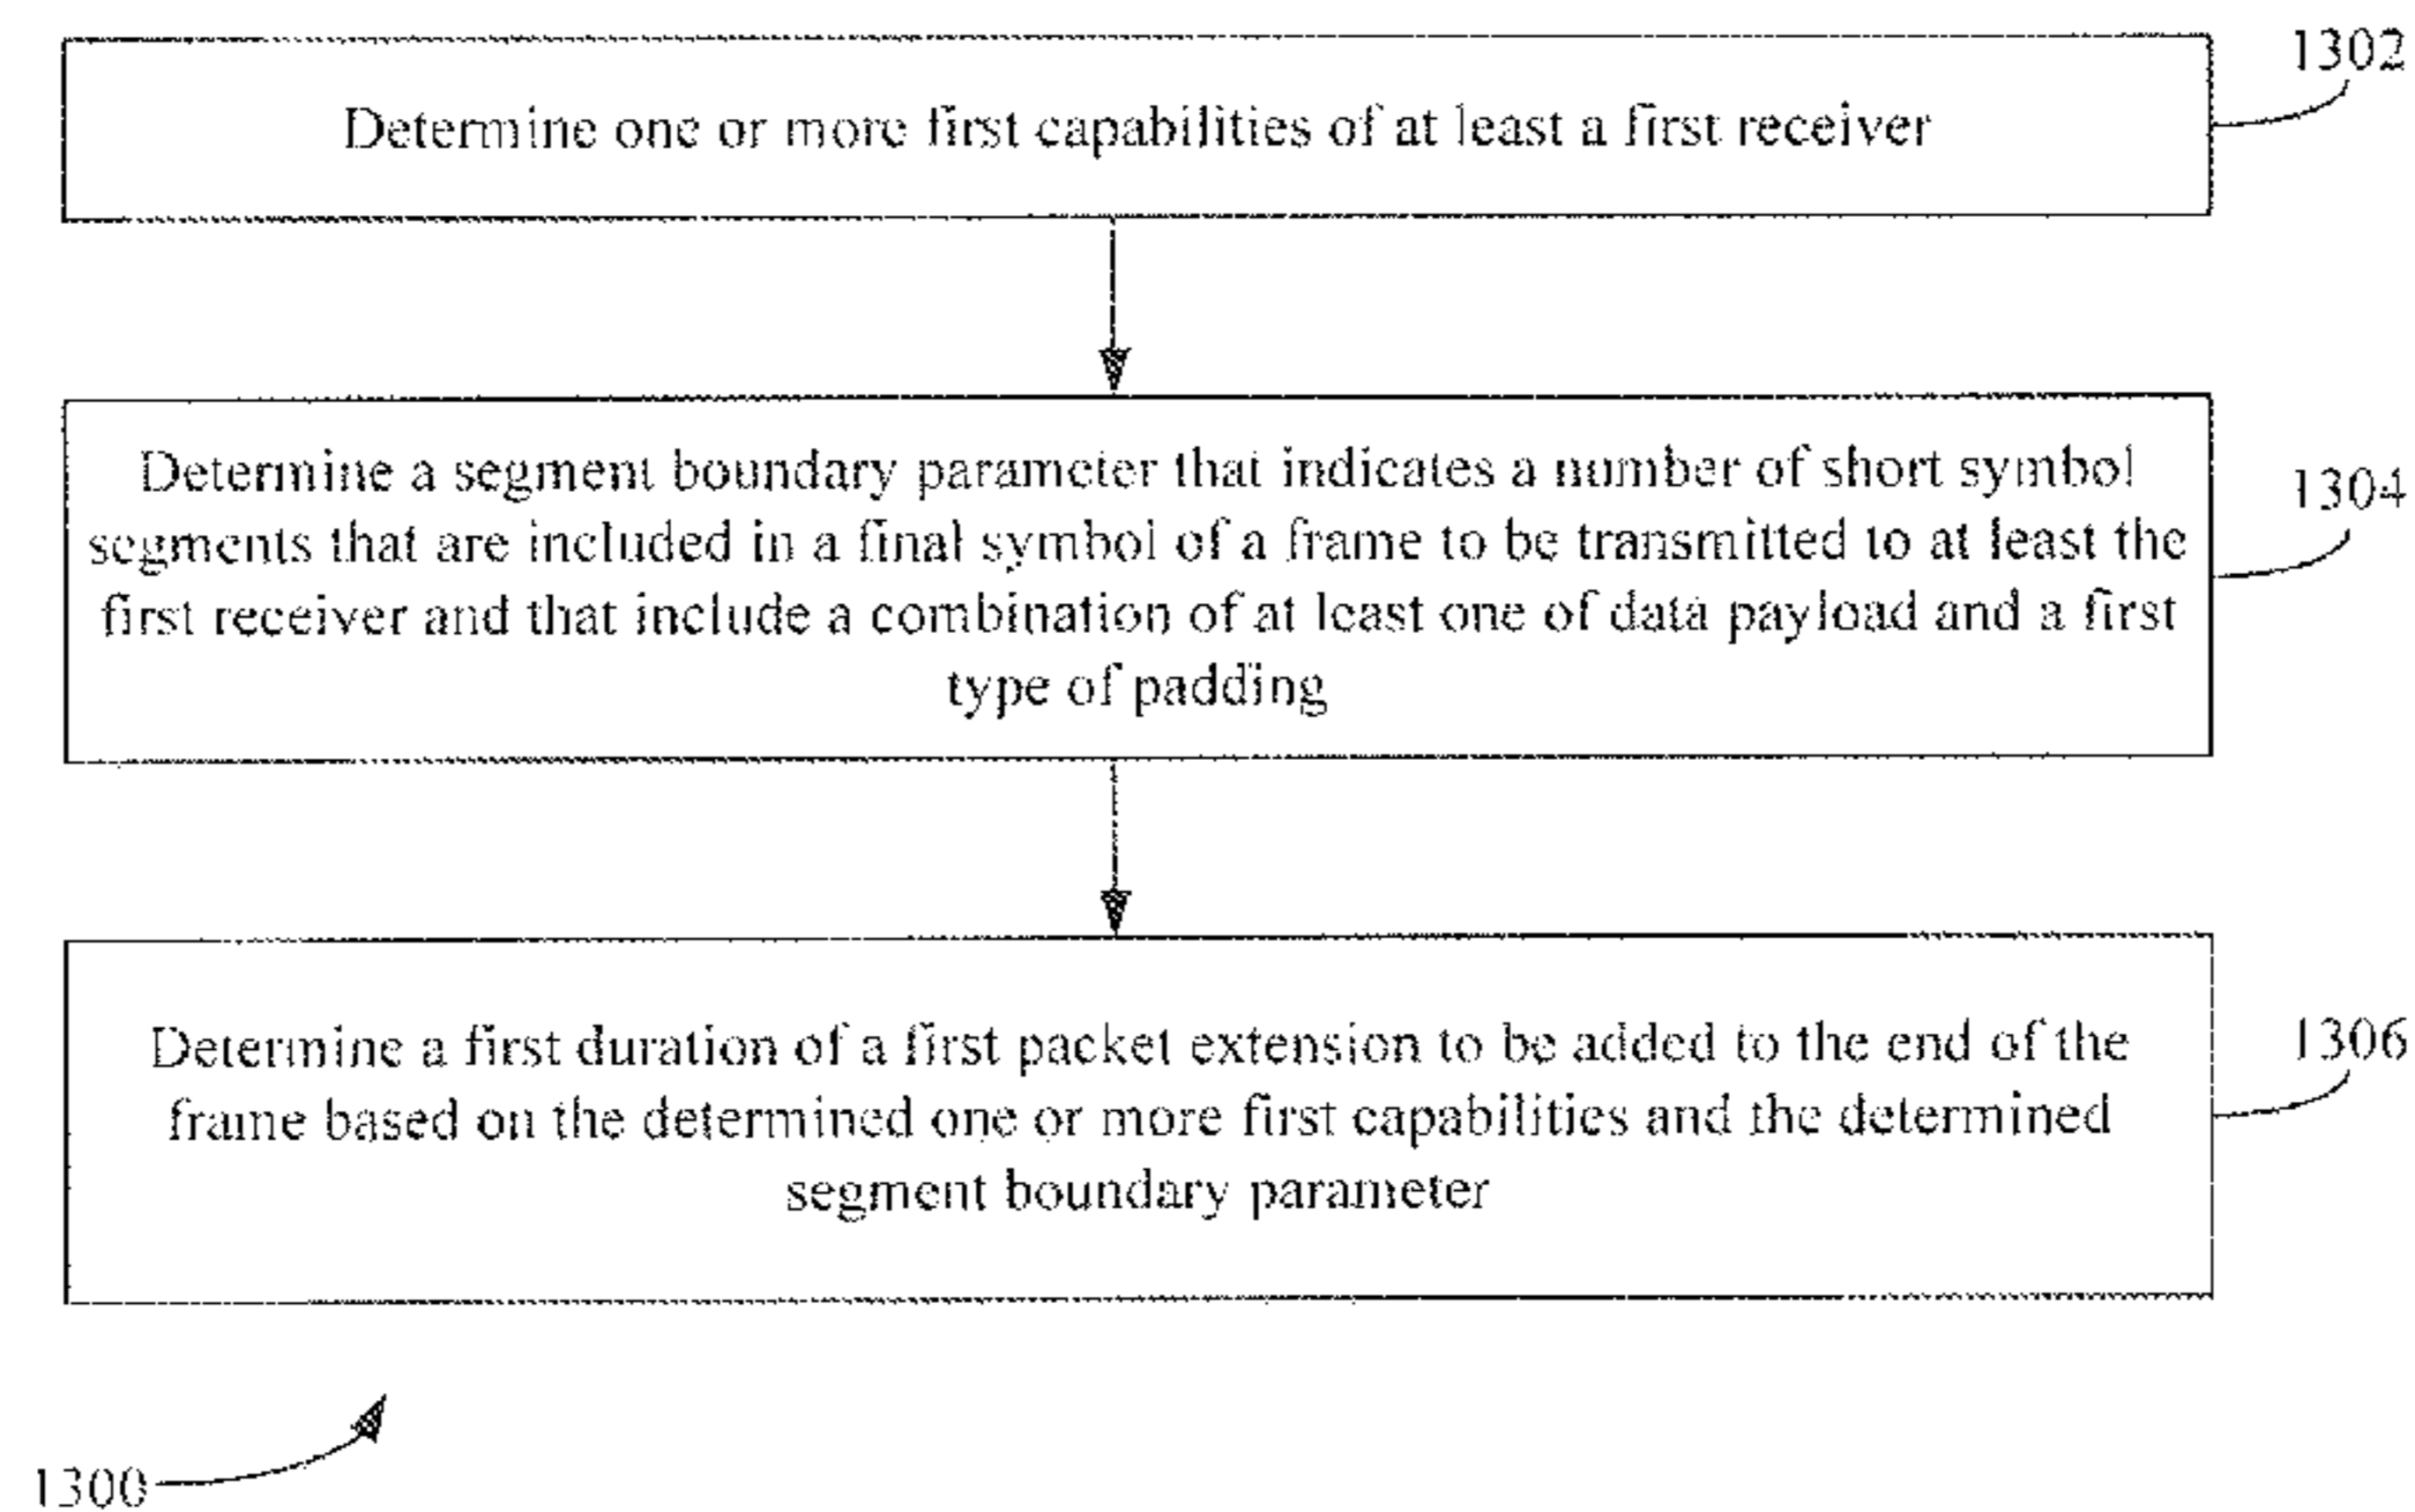 1302
Determine one or more first capabilities of at least a first receiver
Determine a segment boundary parameter that indicates a number of short symbol
1304
segments that are included in a final symbol of a frame to be transmitted to at least the
first receiver and that include a combination of at least one of data payload and a first
type of padding
Determine a first duration of a first packet extension to be added to the end of the
1306
frame based on the determined one or more first capabilities and the determined
segment boundary parameter
1300